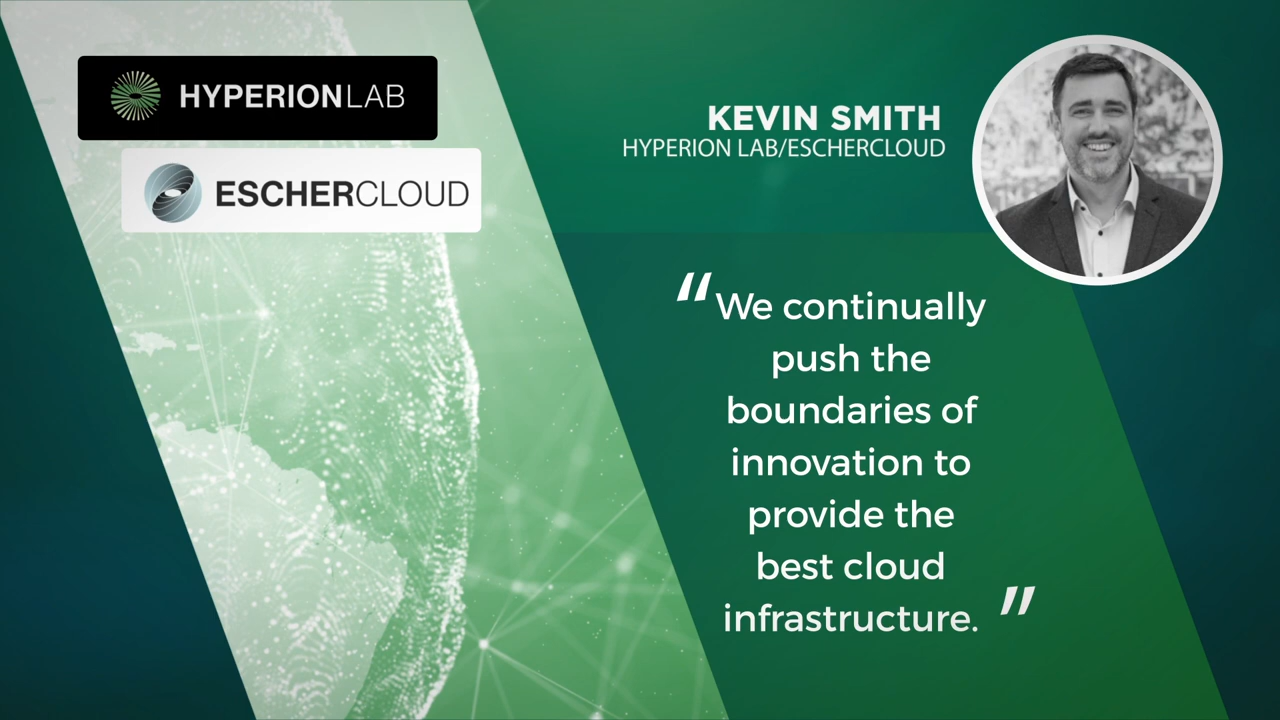 HYPERIONLAB
ESCHERCLOUD
KEVIN SMITH
HYPERION LAB/ESCHERCLOUD
“We continually
push the
boundaries of
innovation to
provide the
best cloud
infrastructure.”